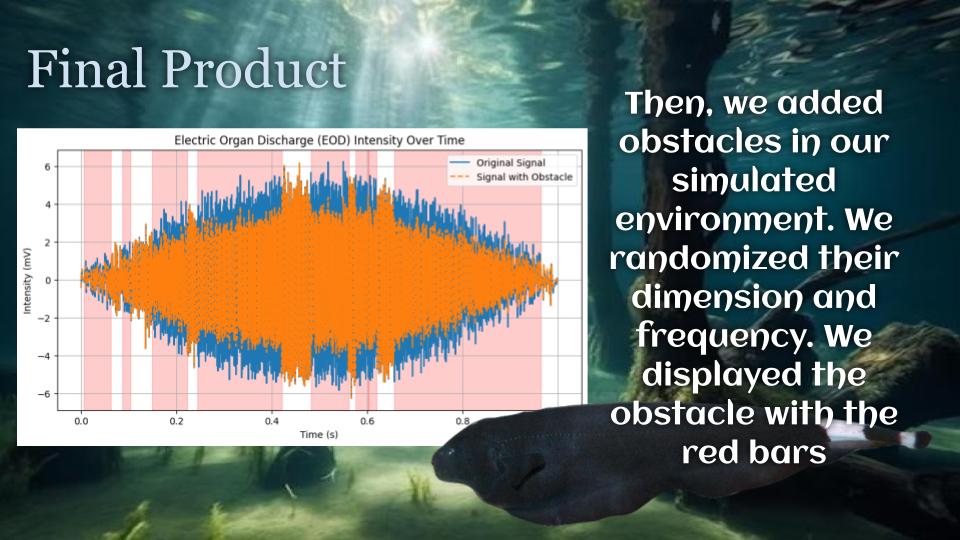 Final Product
Electric Organ Discharge (EOD) Intensity Over Time
Original Signal
Signal with Obstacle
Intensity (mV)
6
4
2
0
−2
−4
−6
0.0 0.2 0.4 0.6 0.8
Time (s)
Then, we added
obstacles in our
simulated
environment. We
randomized their
dimension and
frequency. We
displayed the
obstacle with the
red bars